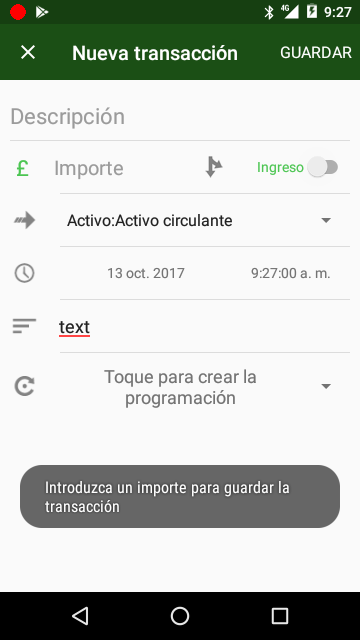 4G 9:27
Nueva transacción GUARDAR
Descripción
£ Importe Ingreso
Activo:Activo circulante
13 oct. 2017 9:27:00 a. m.
text
Toque para crear la
programación
Introduzca un importe para guardar la
transacción